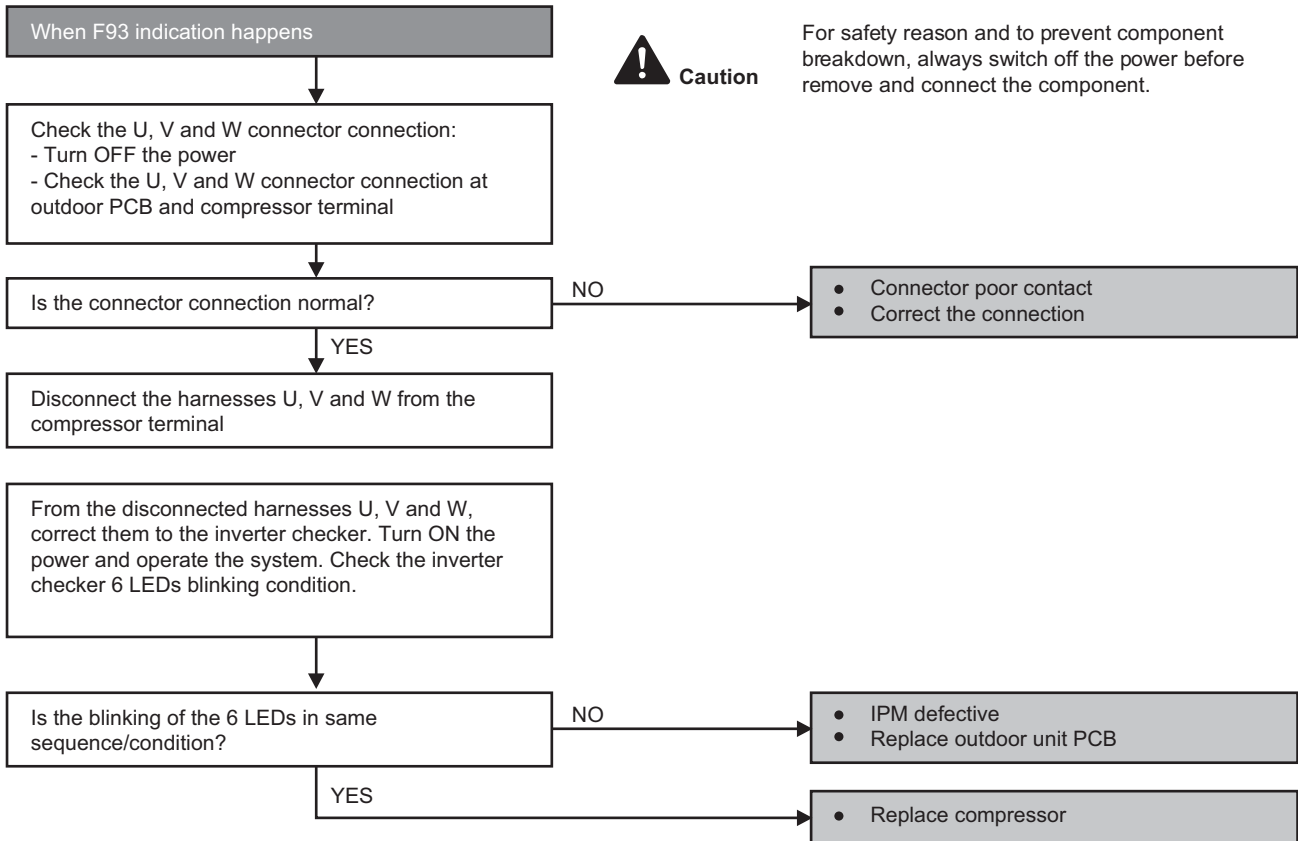 When F93 indication happens
Caution
For safety reason and to prevent component
breakdown, always switch off the power before
remove and connect the component.
Check the U, V and W connector connection:
- Turn OFF the power
- Check the U, V and W connector connection at
outdoor PCB and compressor terminal
Is the connector connection normal?
NO
● Connector poor contact
● Correct the connection
YES
Disconnect the harnesses U, V and W from the
compressor terminal
From the disconnected harnesses U, V and W,
correct them to the inverter checker. Turn ON the
power and operate the system. Check the inverter
checker 6 LEDs blinking condition.
Is the blinking of the 6 LEDs in same
sequence/condition?
NO
● IPM defective
● Replace outdoor unit PCB
YES
● Replace compressor